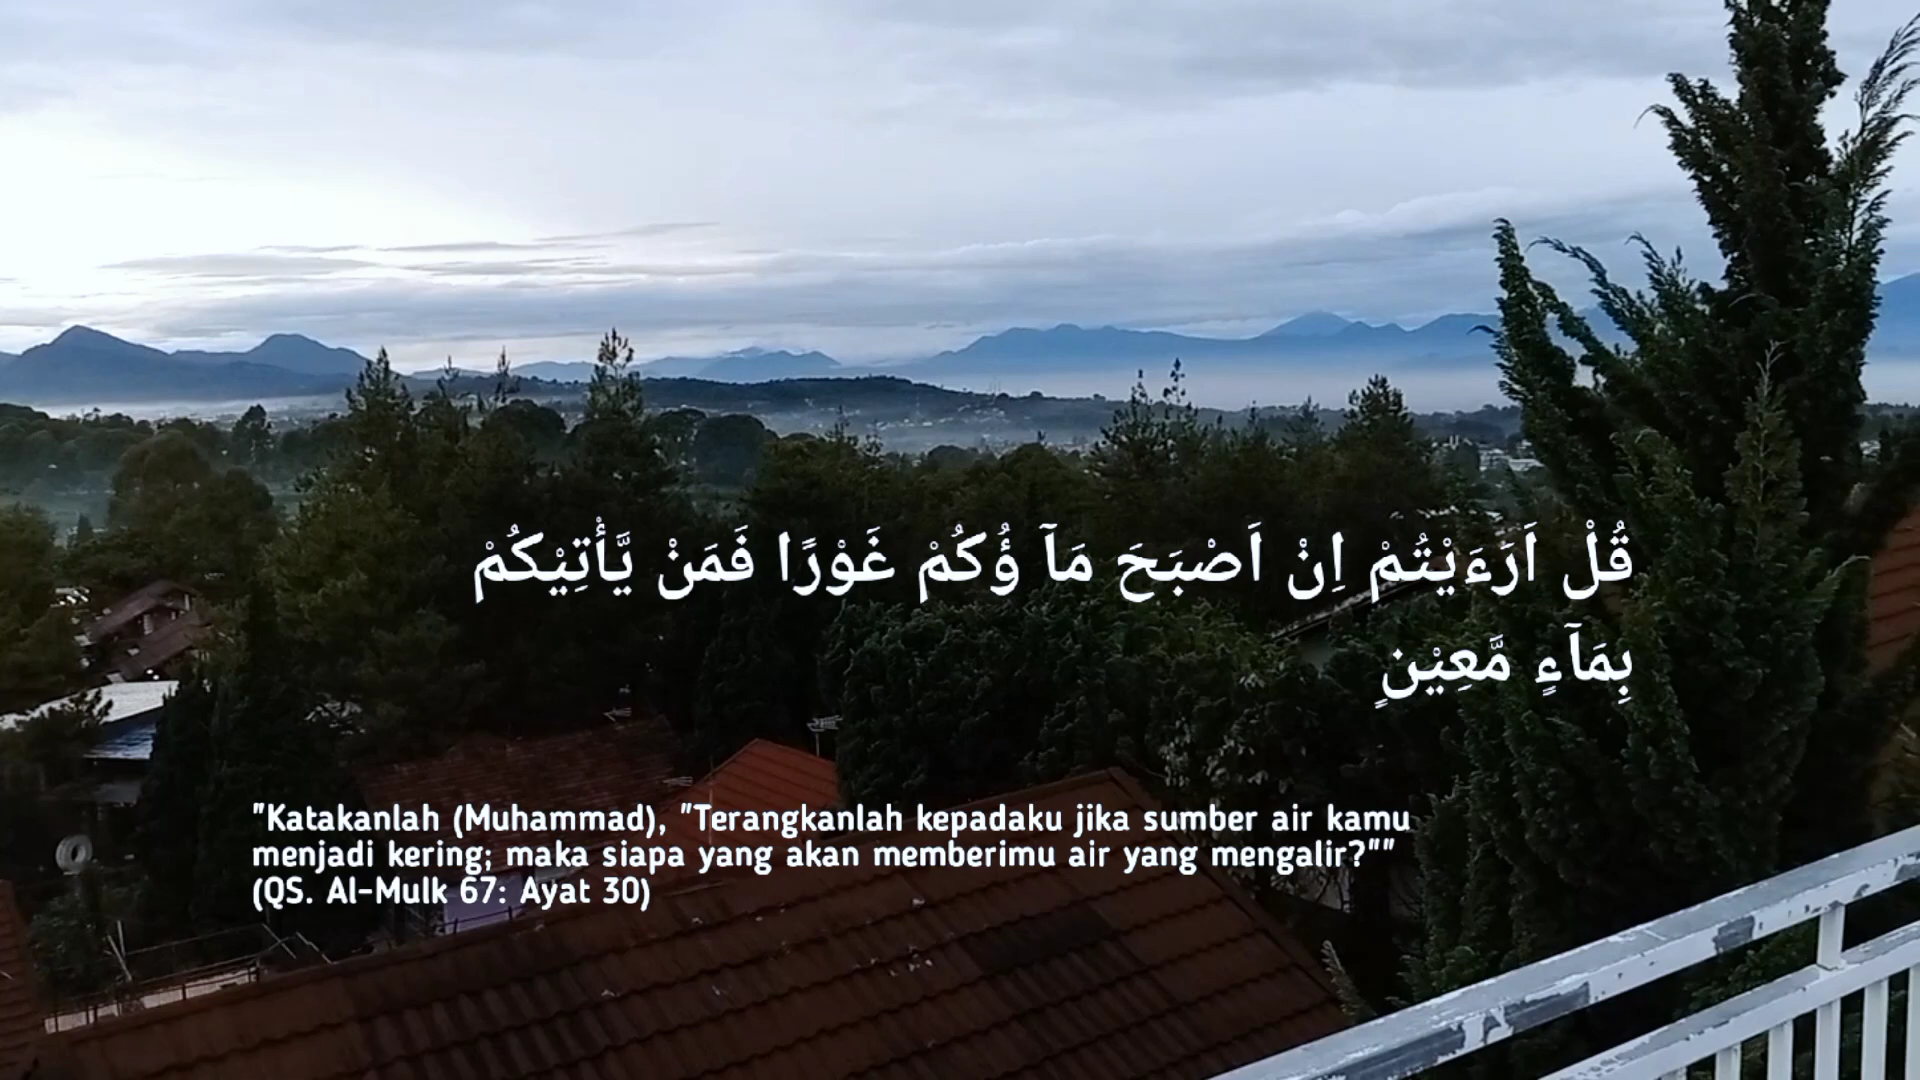 قُلْ اَرَءَيْتُمْ اِنْ اَصْبَحَ مَآ ؤُكُمْ غَوْرًا فَمَنْ يَّأْتِيْكُمْ
بِمَآءٍ مَّعِيْنٍ
"Katakanlah (Muhammad), "Terangkanlah kepadaku jika sumber air kamu
menjadi kering; maka siapa yang akan memberimu air yang mengalir?""
(QS. Al-Mulk 67: Ayat 30)